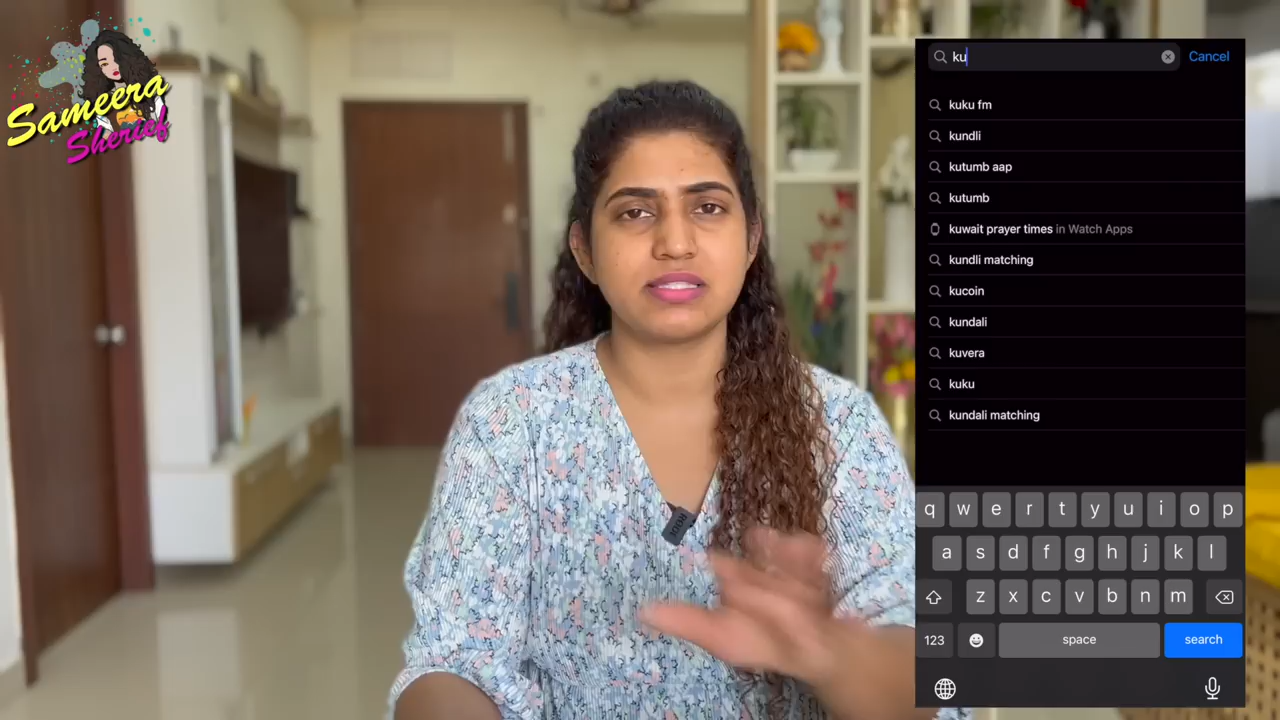 Sameera
Sherief
ku
Cancel
kuku fm
kundli
kutumb aap
kutumb
kuwait prayer times in Watch Apps
kundli matching
kucoin
kundali
kuvera
kuku
kundali matching
q w e r t y u i o p
a s d f g h j k l
z x c v b n m
123
space
search